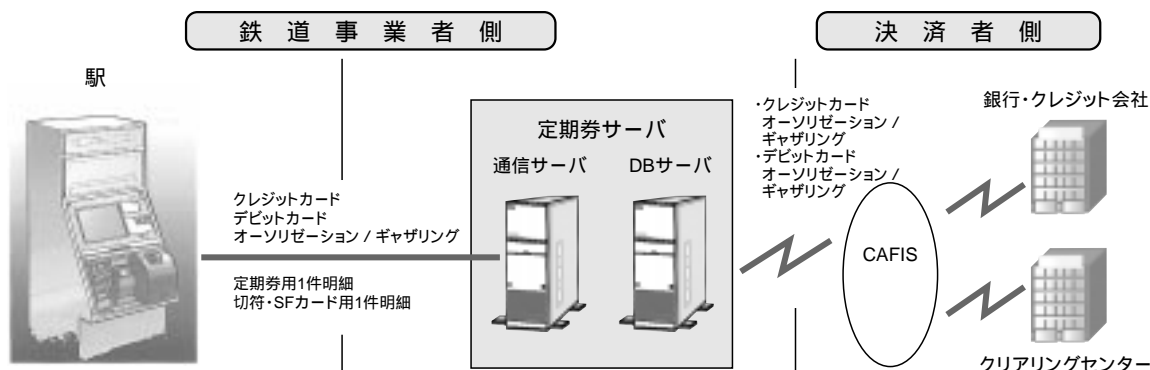 鉄道事業者側
決済者側
駅
クレジットカード
デビットカード
オーソリゼーション / ギャザリング
定期券用1件明細
切符・SFカード用1件明細
定期券サーバ
通信サーバ
DBサーバ
・クレジットカード
オーソリゼーション /
ギャザリング
・デビットカード
オーソリゼーション /
ギャザリング
CAFIS
銀行・クレジット会社
クリアリングセンター